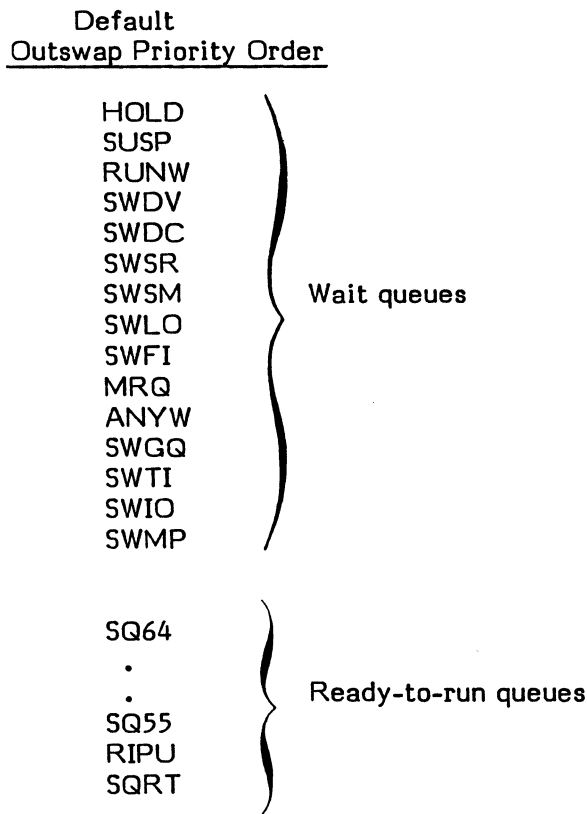 Default
Outswap Priority Order
HOLD
SUSP
RUNW
SWDV
SWDC
SWSR
SWSM
SWLO
SWFI
MRQ
ANYW
SWGQ
SWTI
SWIO
SWMP
Wait queues
SQ64
.
.
SQ55
RIPU
SQRT
Ready-to-run queues